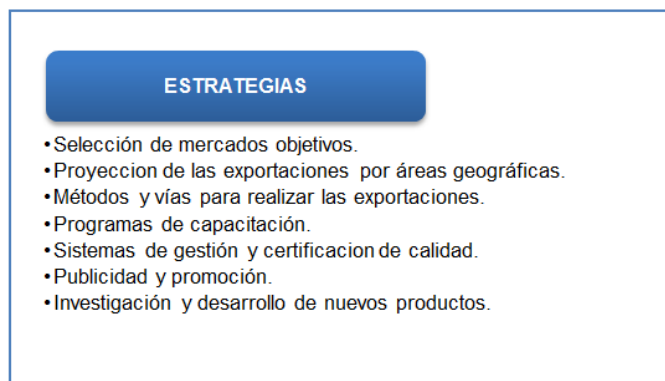 ESTRATEGIAS
•Selección de mercados objetivos.
•Proyeccion de las exportaciones por áreas geográficas.
•Métodos y vías para realizar las exportaciones.
•Programas de capacitación.
•Sistemas de gestión y certificacion de calidad.
•Publicidad y promoción.
•Investigación y desarrollo de nuevos productos.